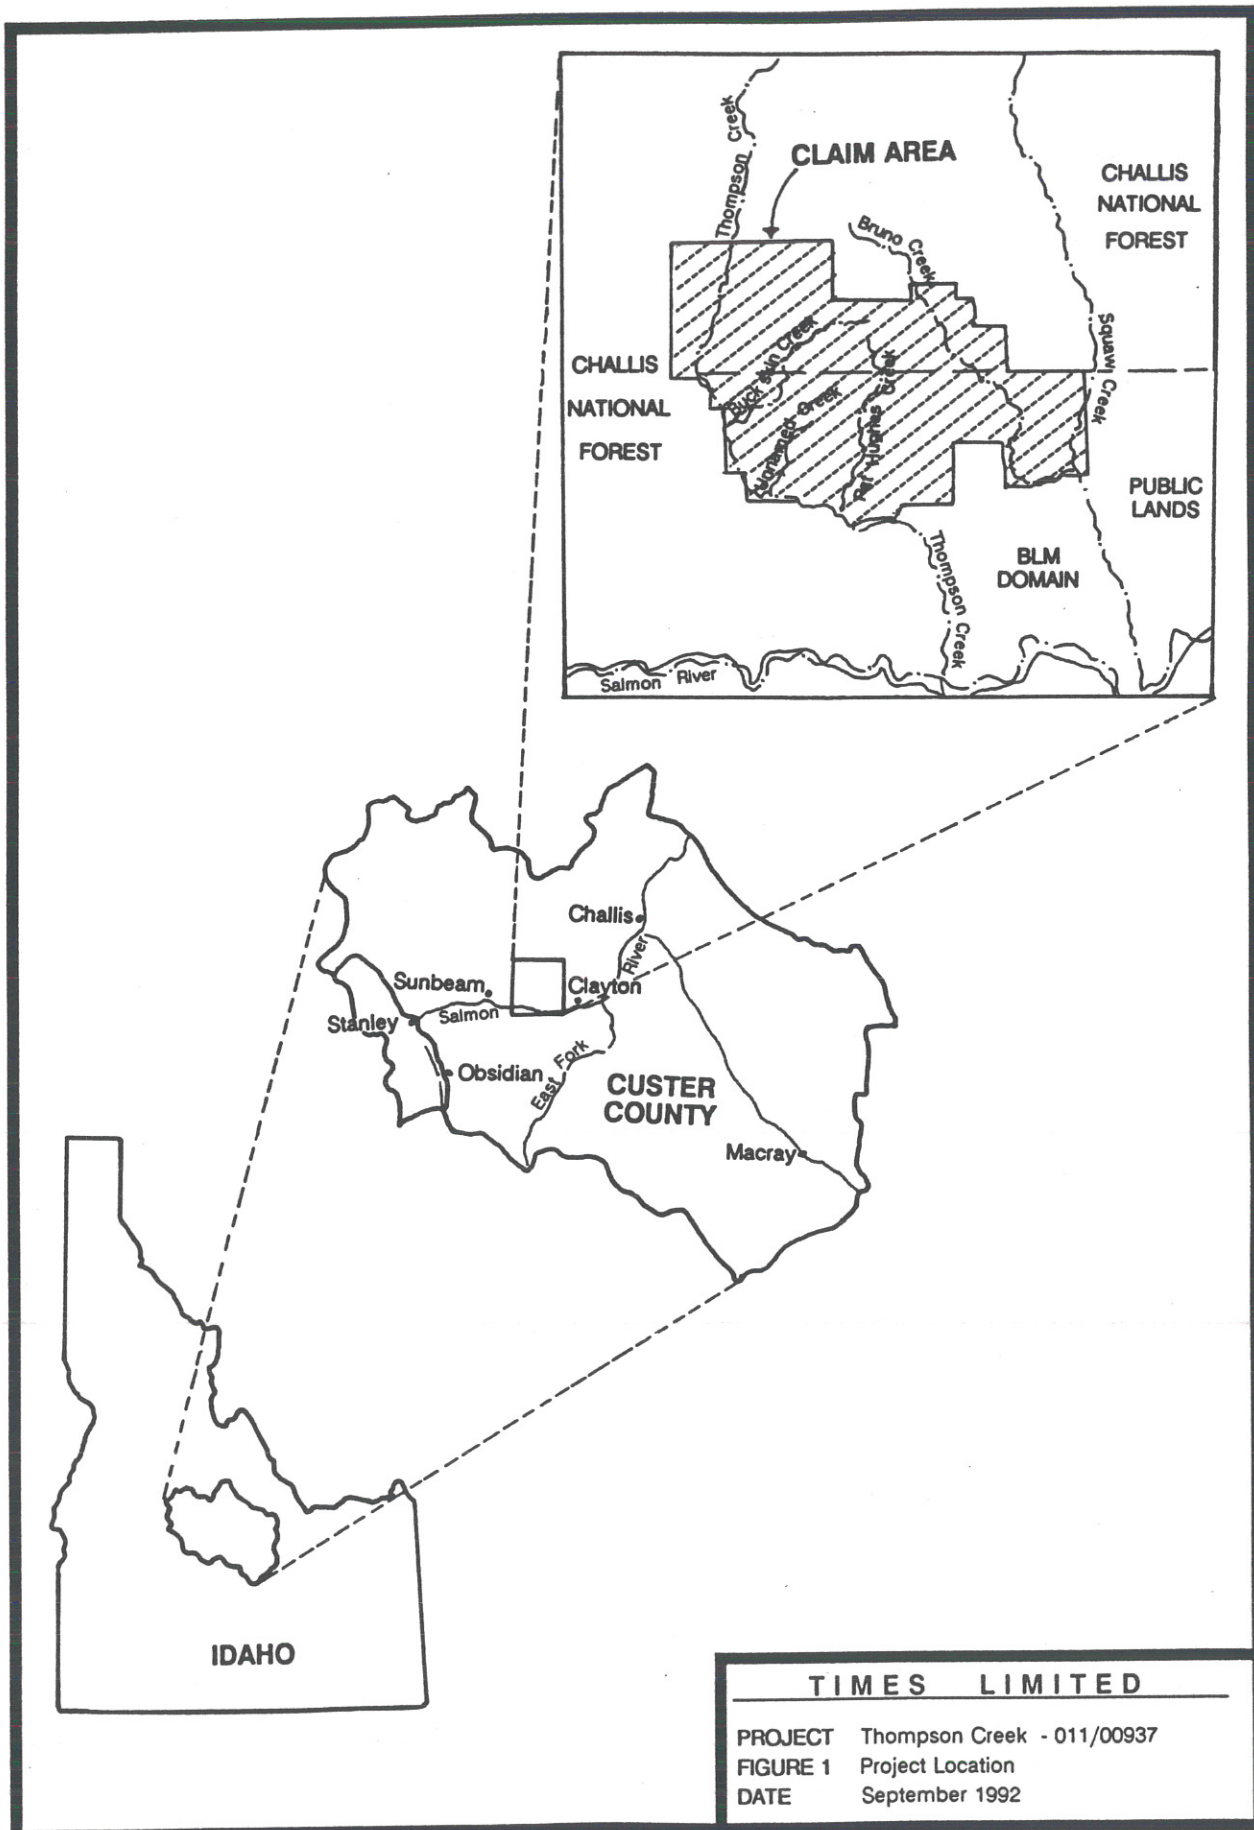 Thompson Creek
CLAIM AREA
CHALLIS
NATIONAL
FOREST
Bruno Creek
Squaw Creek
CHALLIS
NATIONAL
FOREST
Buckskin Creek
Unnamed Creek
Pat Hughes Creek
PUBLIC
LANDS
BLM
DOMAIN
Thompson Creek
Salmon River
Challis
River
Sunbeam
Clayton
Salmon
Stanley
Obsidian
East Fork
CUSTER
COUNTY
Macray
IDAHO
TIMES LIMITED
PROJECT Thompson Creek - 011/00937
FIGURE 1 Project Location
DATE September 1992